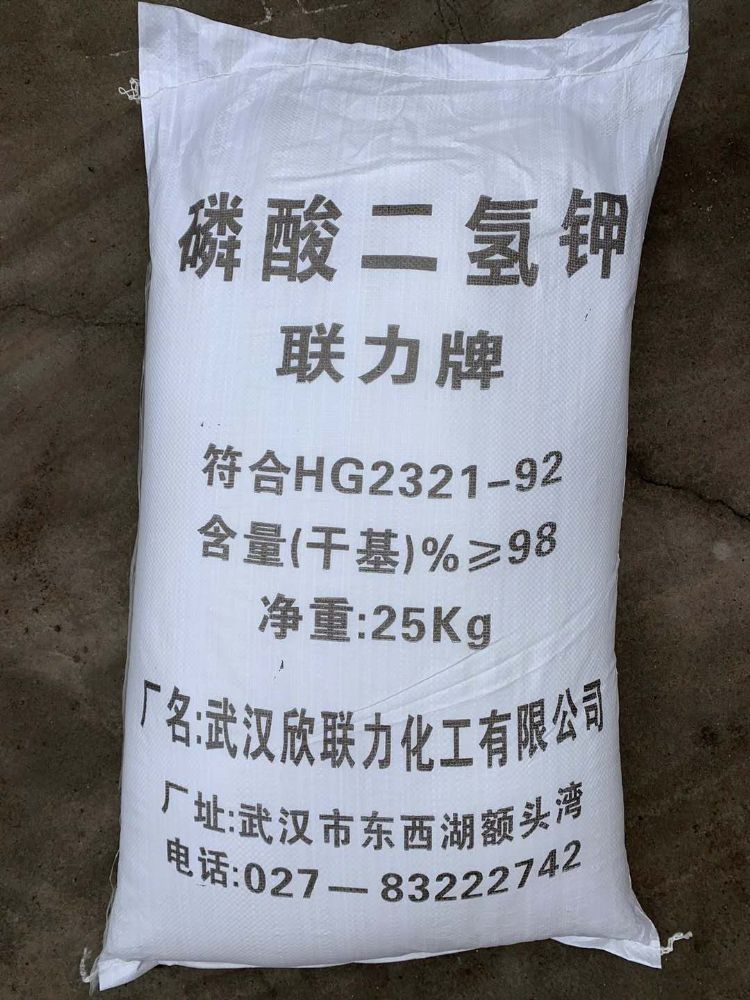 磷酸二氢钾
联力牌
符合HG2321-92
含量(干基)%≥98
净重:25Kg
厂名:武汉欣联力化工有限公司
厂址:武汉市东西湖额头湾
电话:027—83222742